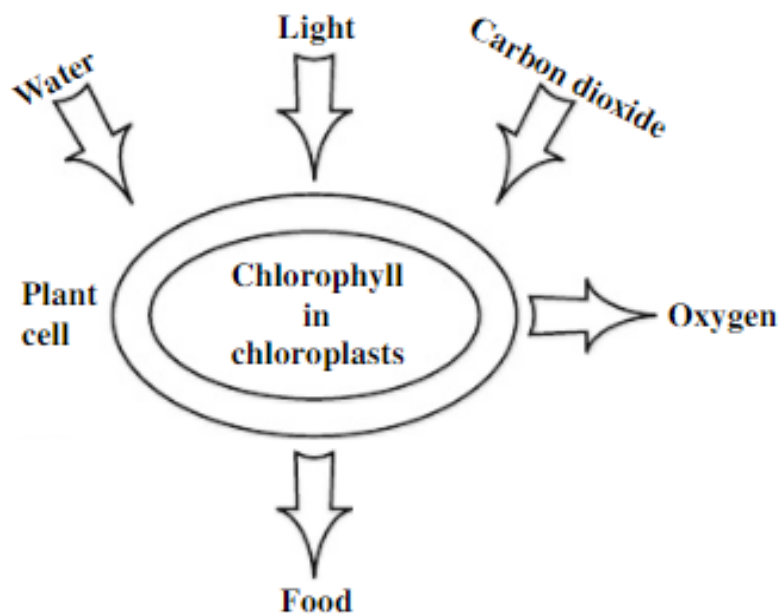 Light
Water
Carbon dioxide
Plant
cell
Chlorophyll
in
chloroplasts
Oxygen
Food